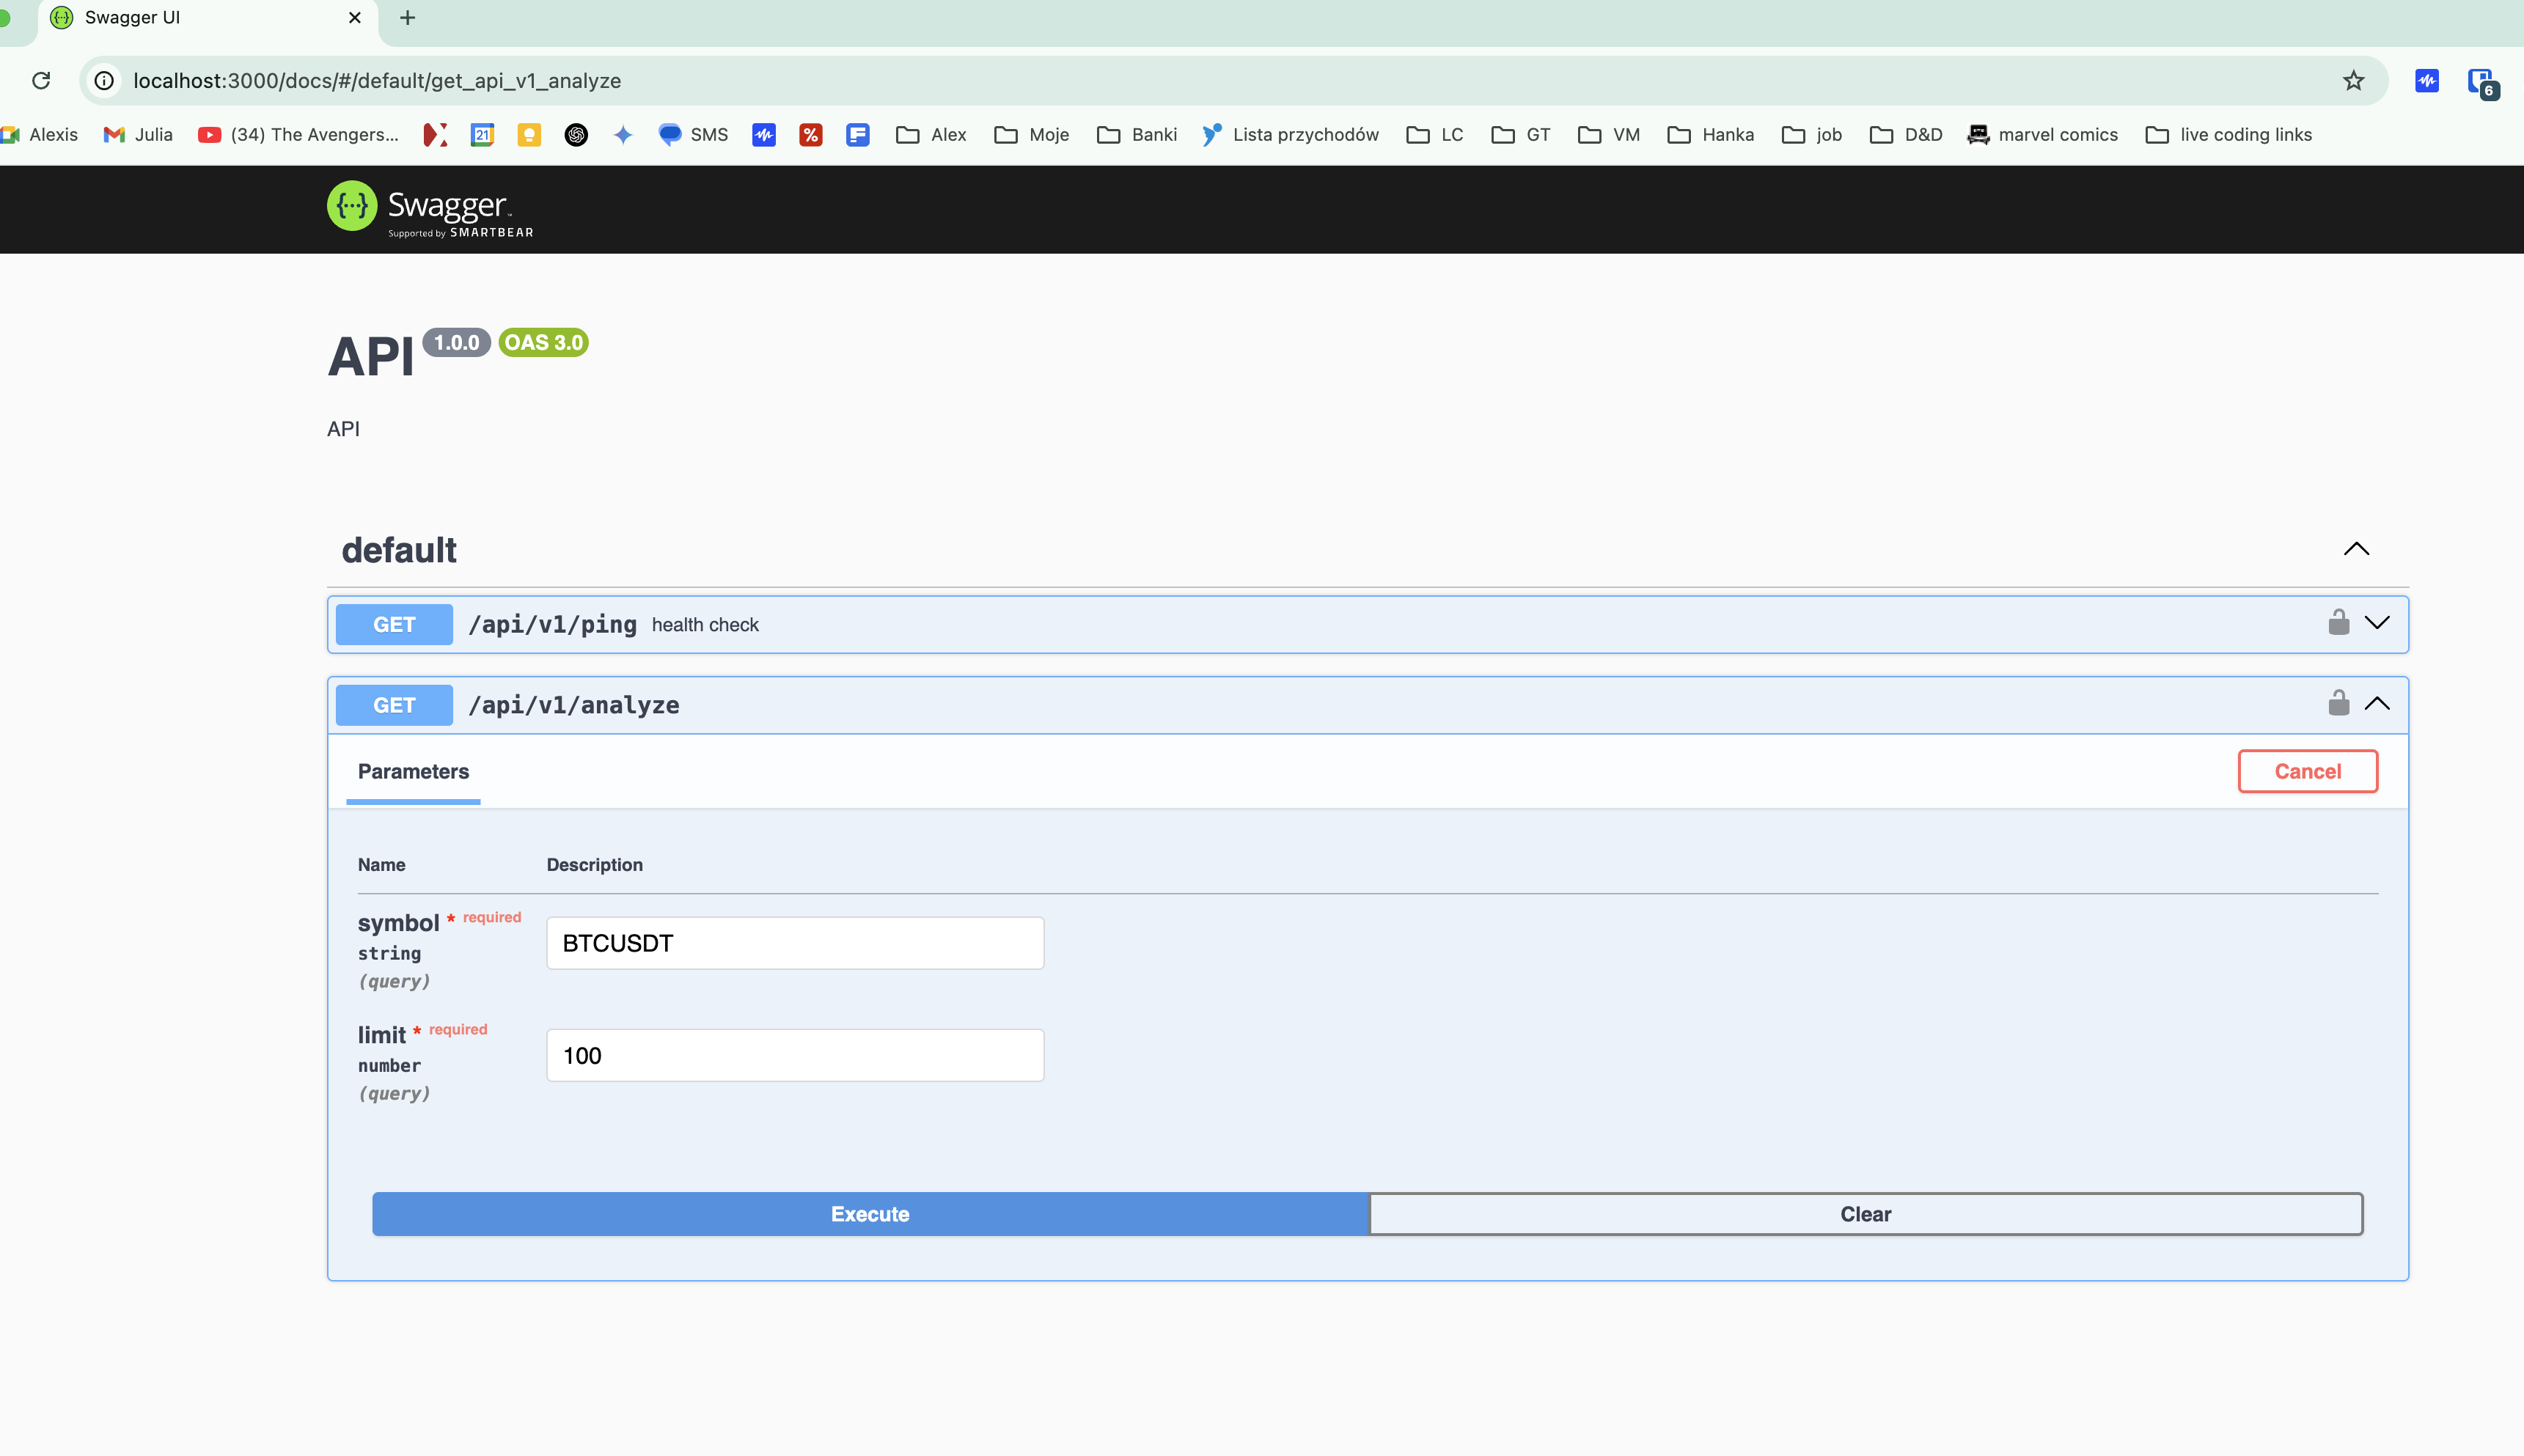 Swagger UI
localhost:3000/docs/#/default/get_api_v1_analyze
6
Alexis Julia (34) The Avengers... 21 SMS % Alex Moje Banki Lista przychodów LC GT VM Hanka job D&D marvel comics live coding links
{···} Swagger
Supported by SMARTBEAR
API 1.0.0 OAS 3.0
API
default
GET /api/v1/ping health check
GET /api/v1/analyze
Parameters Cancel
Name Description
symbol * required
string
(query)
BTCUSDT
limit * required
number
(query)
100
Execute Clear